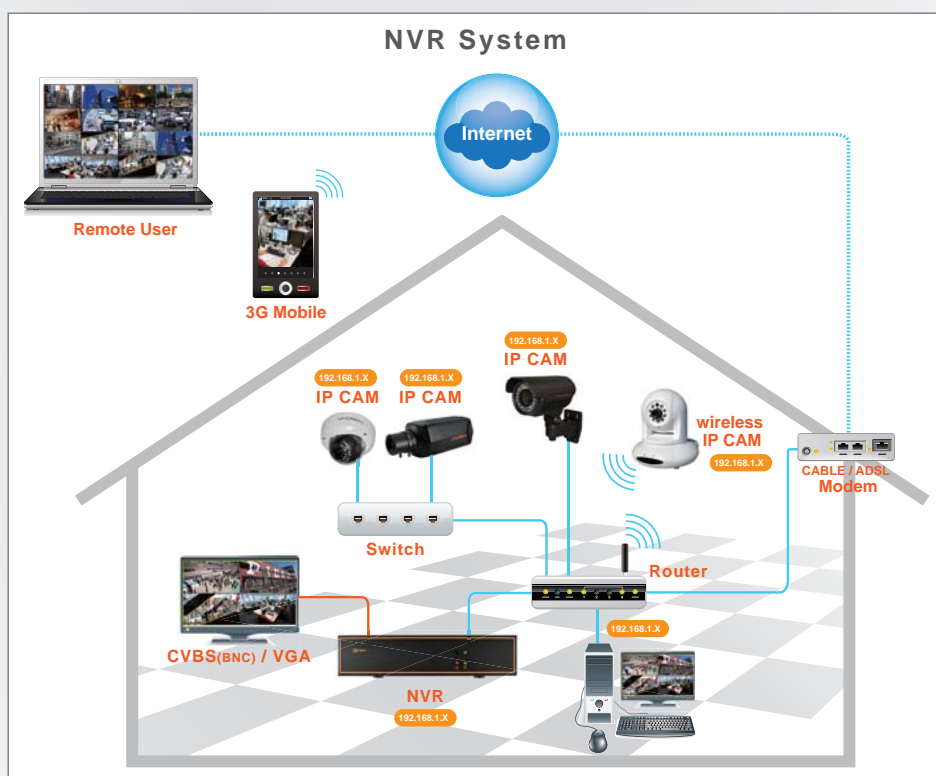 NVR System
Internet
Remote User
3G Mobile
192.168.1.X
IP CAM
192.168.1.X
IP CAM
192.168.1.X
IP CAM
wireless
IP CAM
192.168.1.X
CABLE / ADSL
Modem
Switch
Router
192.168.1.X
CVBS(BNC) / VGA
NVR
192.168.1.X